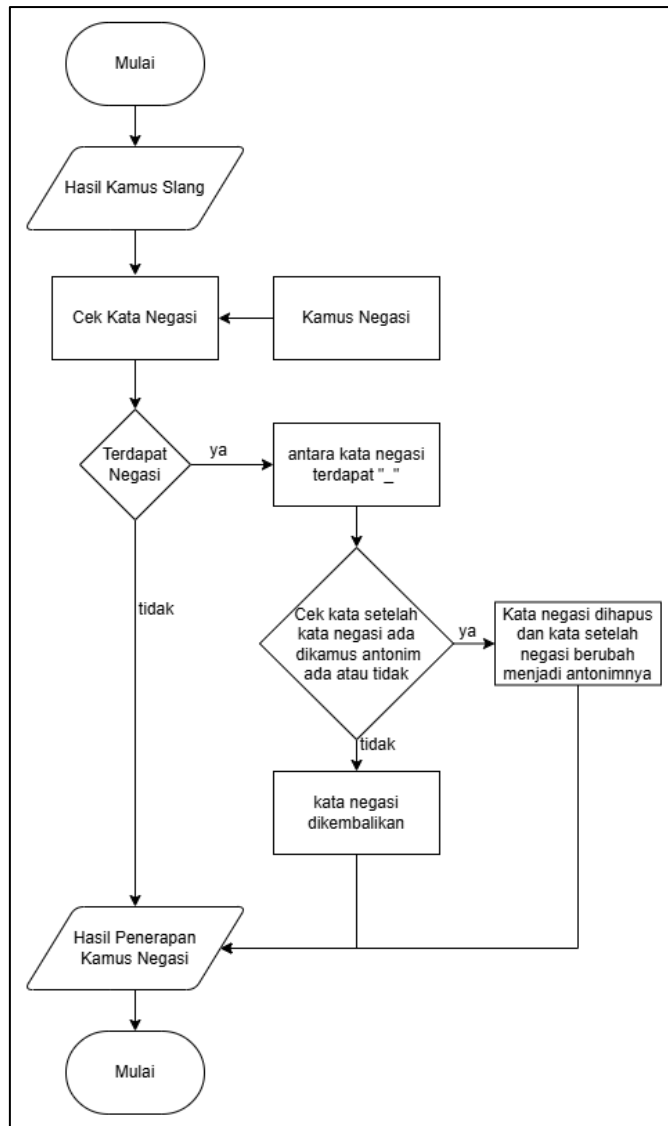 Mulai
Hasil Kamus Slang
Cek Kata Negasi
Kamus Negasi
Terdapat
Negasi
ya
antara kata negasi
terdapat "_"
tidak
Cek kata setelah
kata negasi ada
dikamus antonim
ada atau tidak
ya
Kata negasi dihapus
dan kata setelah
negasi berubah
menjadi antonimnya
tidak
kata negasi
dikembalikan
Hasil Penerapan
Kamus Negasi
Mulai